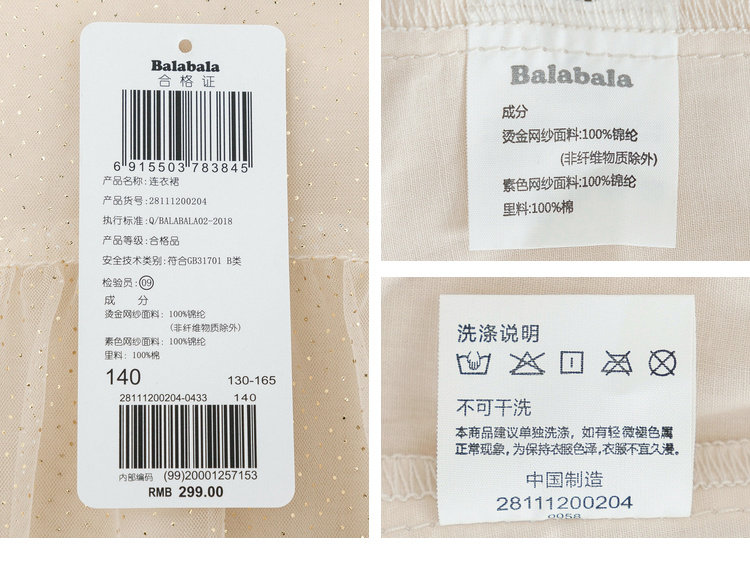 Balabala
合格证
6 915503 783845
产品名称:连衣裙
产品货号:28111200204
执行标准:Q/BALABALA02-2018
产品等级:合格品
安全技术类别:符合GB31701 B类
检验员:09
成 分
烫金网纱面料:100%锦纶
(非纤维物质除外)
素色网纱面料:100%锦纶
里料:100%棉
140 130-165
28111200204-0433 140
内部编码 (99)20001257153
RMB 299.00
Balabala
成分
烫金网纱面料:100%锦纶
(非纤维物质除外)
素色网纱面料:100%锦纶
里料:100%棉
洗涤说明
不可干洗
本商品建议单独洗涤，如有轻微褪色属
正常现象，为保持衣服色泽，衣服不宜久浸。
中国制造
28111200204
0058